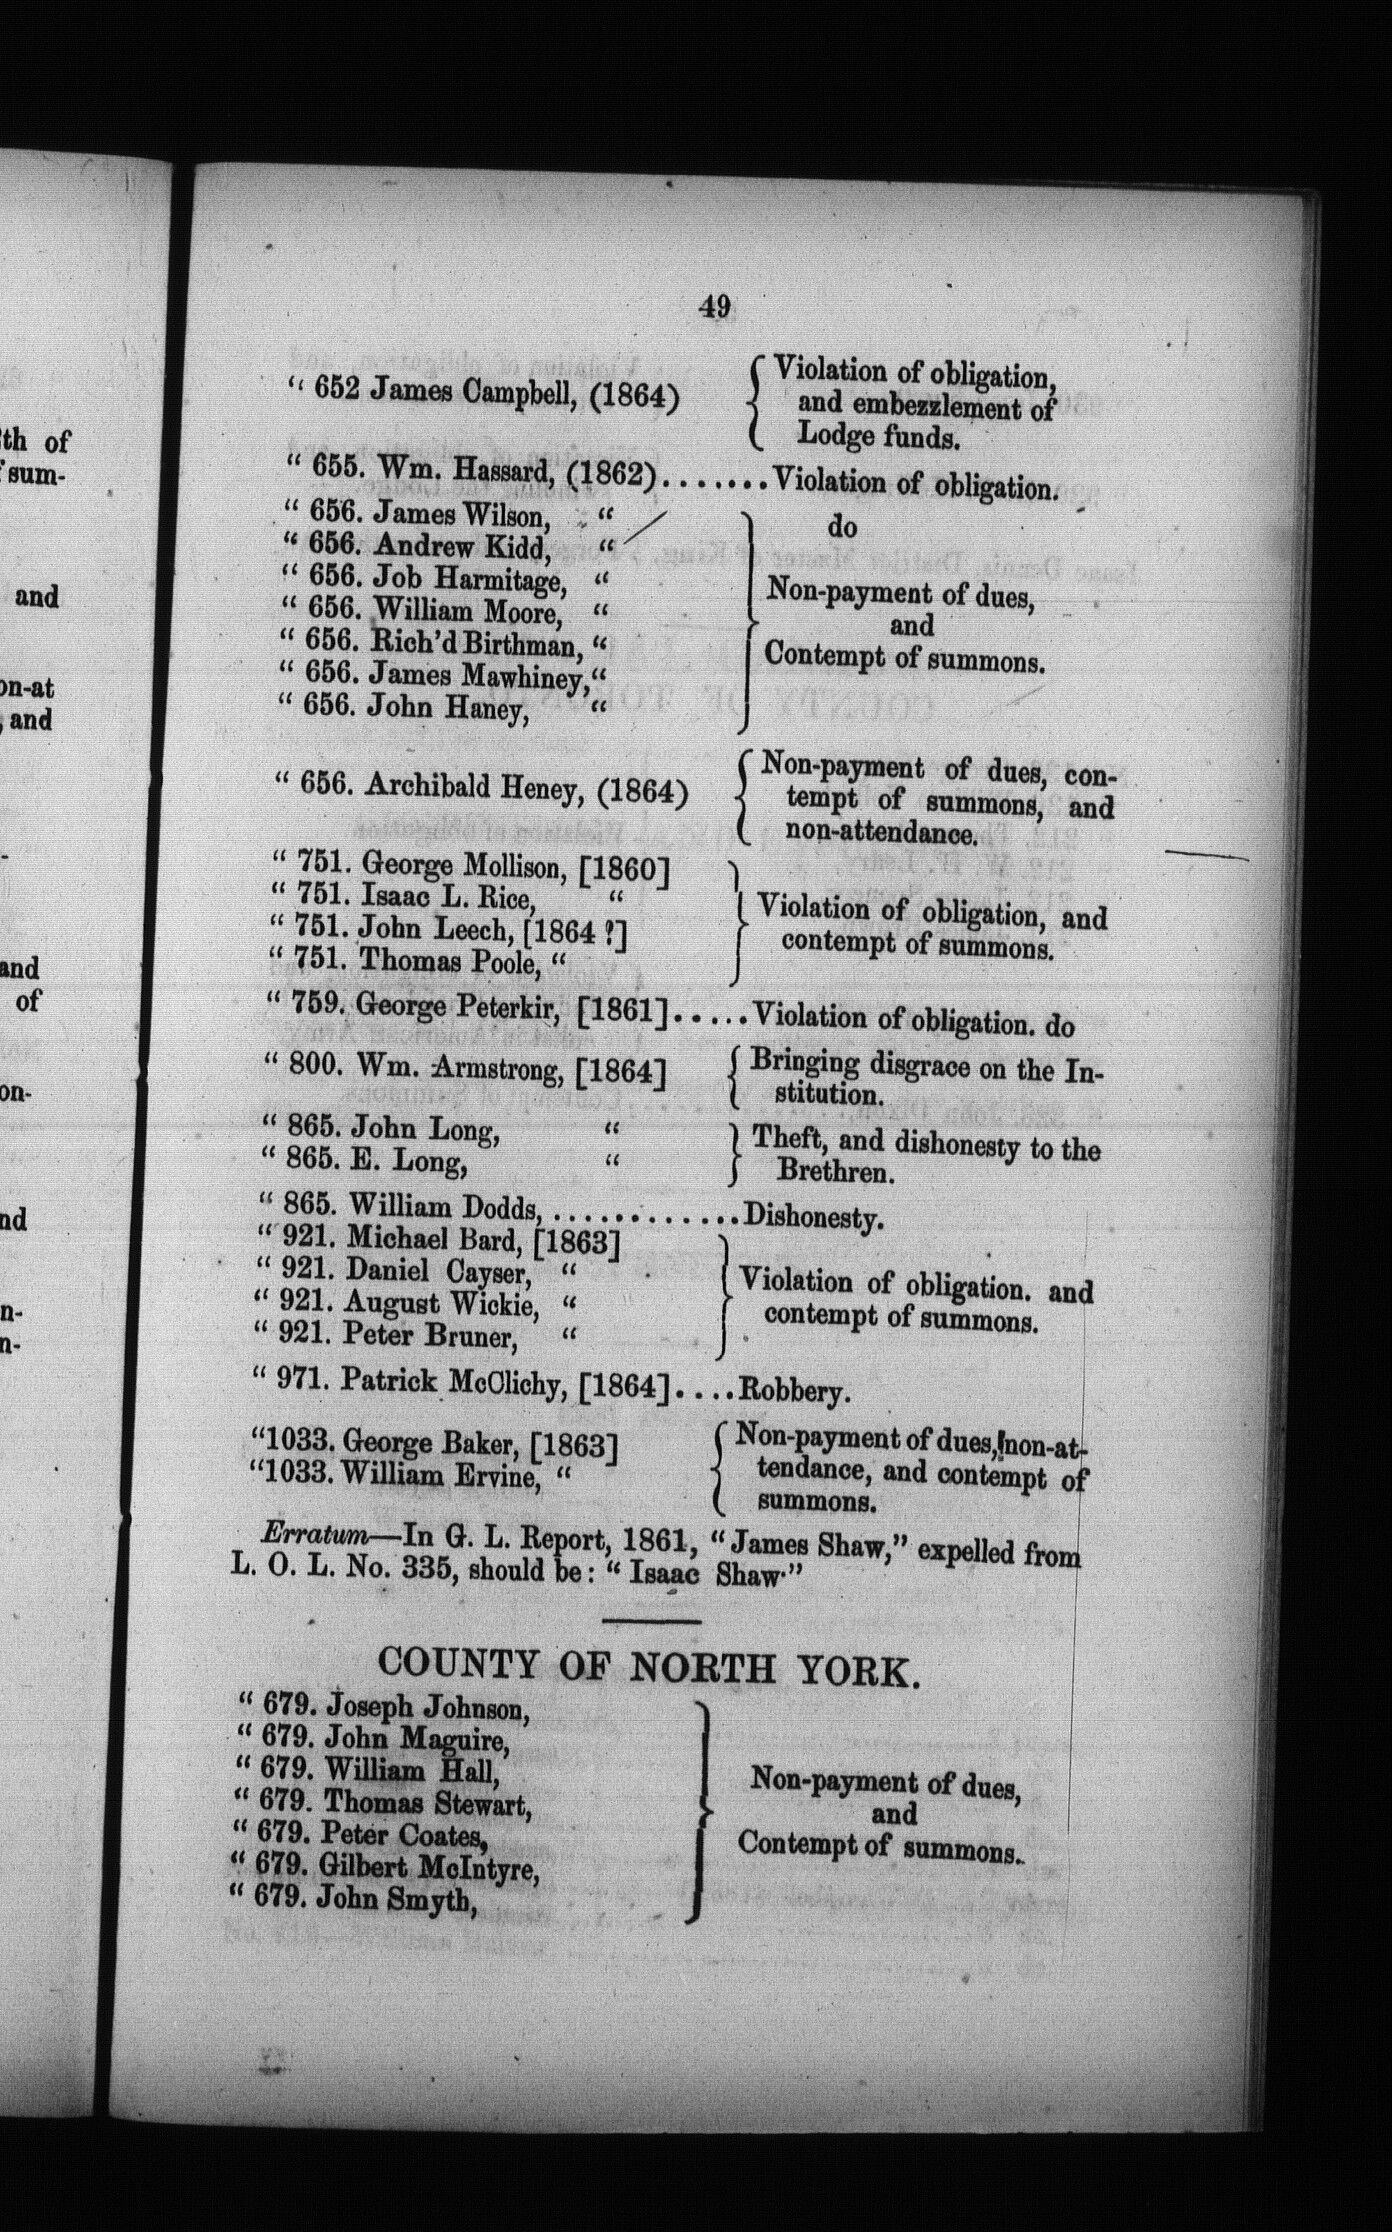 49
“ 652 James Campbell, (1864) { Violation of obligation,
and embezzlement of
Lodge funds.
“ 655. Wm. Hassard, (1862).......Violation of obligation.
“ 656. James Wilson, “ do
“ 656. Andrew Kidd, “
“ 656. Job Harmitage, “ Non-payment of dues,
“ 656. William Moore, “ and
“ 656. Rich'd Birthman, “ Contempt of summons.
“ 656. James Mawhiney, “
“ 656. John Haney, “
“ 656. Archibald Heney, (1864) { Non-payment of dues, con-
tempt of summons, and
non-attendance.
“ 751. George Mollison, [1860]
“ 751. Isaac L. Rice, “ } Violation of obligation, and
“ 751. John Leech, [1864 ?] contempt of summons.
“ 751. Thomas Poole, “
“ 759. George Peterkir, [1861].....Violation of obligation. do
“ 800. Wm. Armstrong, [1864] { Bringing disgrace on the In-
stitution.
“ 865. John Long, “ } Theft, and dishonesty to the
“ 865. E. Long, “ Brethren.
“ 865. William Dodds, ............Dishonesty.
“ 921. Michael Bard, [1863]
“ 921. Daniel Cayser, “ } Violation of obligation. and
“ 921. August Wickie, “ contempt of summons.
“ 921. Peter Bruner, “
“ 971. Patrick McClichy, [1864]....Robbery.
“1033. George Baker, [1863] { Non-payment of dues, non-at-
“1033. William Ervine, “ tendance, and contempt of
summons.
Erratum—In G. L. Report, 1861, “James Shaw,” expelled from
L. O. L. No. 335, should be: “ Isaac Shaw·”
COUNTY OF NORTH YORK.
“ 679. Joseph Johnson,
“ 679. John Maguire,
“ 679. William Hall, Non-payment of dues,
“ 679. Thomas Stewart, } and
“ 679. Peter Coates, Contempt of summons.
“ 679. Gilbert McIntyre,
“ 679. John Smyth,